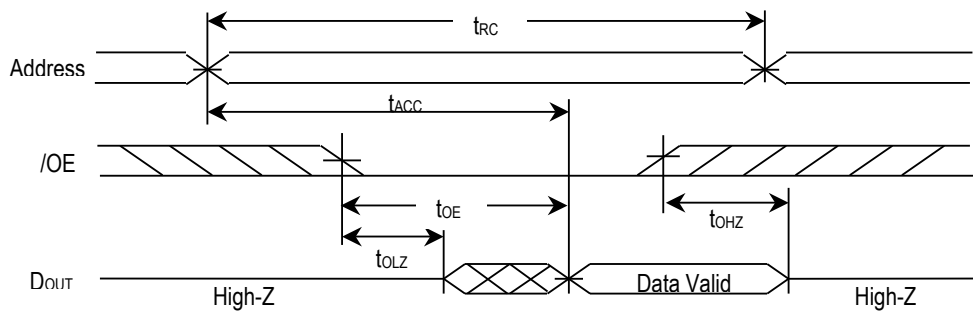 tRC
Address
tACC
/OE
tOE
tOHZ
tOLZ
DOUT
Data Valid
High-Z
High-Z